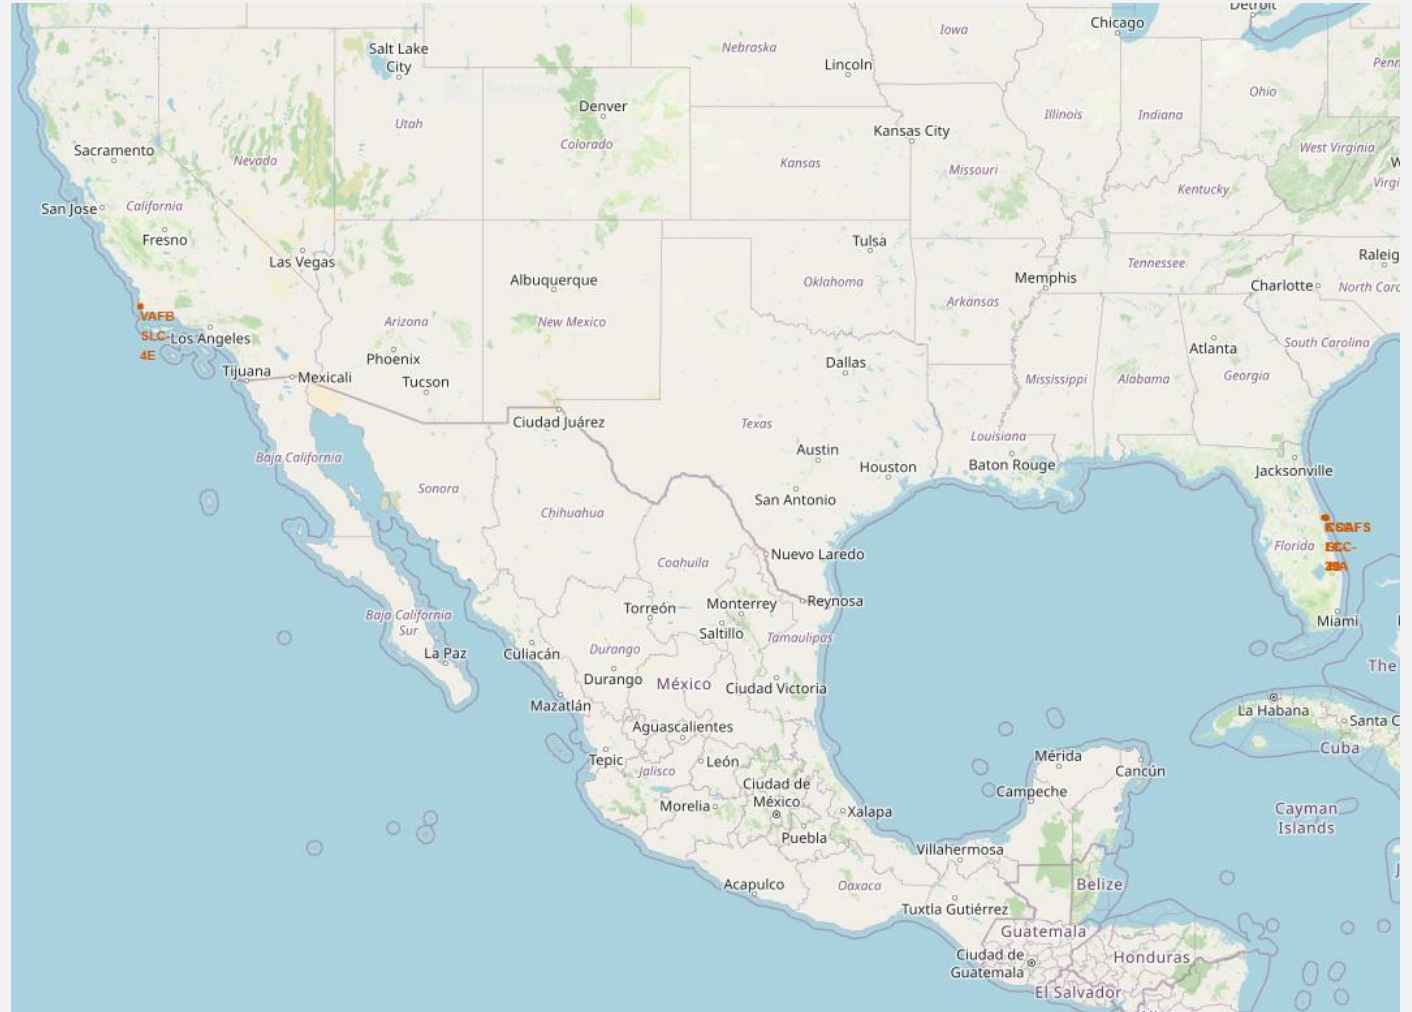 Chicago
Detroit
Iowa
Nebraska
Salt Lake
City
Lincoln
Ohio
Denver
Utah
Illinois
Indiana
Kansas City
Colorado
West Virginia
Sacramento
Nevada
Kansas
Missouri
Kentucky
San Jose
California
Fresno
Tulsa
Las Vegas
Tennessee
Memphis
Albuquerque
Oklahoma
Charlotte
Arkansas
VAFB
SLC-
4E
Arizona
New Mexico
Los Angeles
South Carolina
Atlanta
Phoenix
Dallas
Tijuana
Mexicali
Tucson
Mississippi
Alabama
Georgia
Ciudad Juárez
Texas
Louisiana
Austin
Baja California
Houston
Baton Rouge
Jacksonville
Sonora
San Antonio
Chihuahua
Florida
Nuevo Laredo
Coahuila
Torreón
Monterrey
Reynosa
Baja California
Sur
Miami
Saltillo
Tamaulipas
La Paz
Culiacán
Durango
The
Durango
México
Ciudad Victoria
Mazatlán
La Habana
Santa C
Aguascalientes
Cuba
Tepic
León
Mérida
Jalisco
Cancún
Ciudad de
México
Campeche
Morelia
Xalapa
Cayman
Islands
Puebla
Villahermosa
Acapulco
Oaxaca
Belize
Tuxtla Gutiérrez
Guatemala
Ciudad de
Guatemala
Honduras
El Salvador